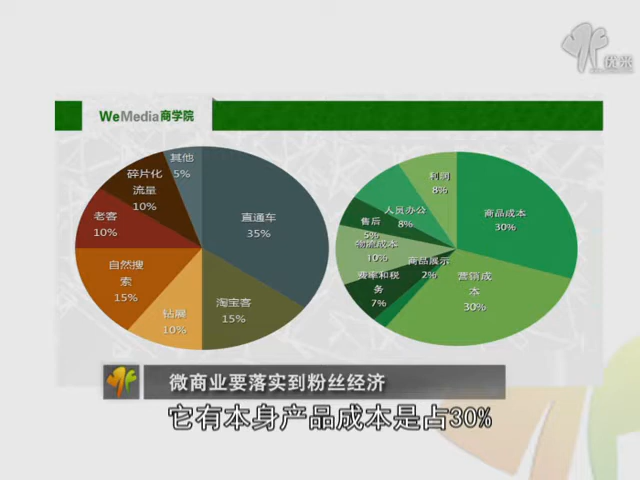 优米
WeMedia商学院
其他
5%
碎片化
流量
10%
老客
10%
自然搜
索
15%
钻展
10%
淘宝客
15%
直通车
35%
利润
8%
人员办公
8%
售后
5%
物流成本
10%
费率和税
务
7%
商品展示
2%
营销成
本
30%
商品成本
30%
微商业要落实到粉丝经济
它有本身产品成本是占30%